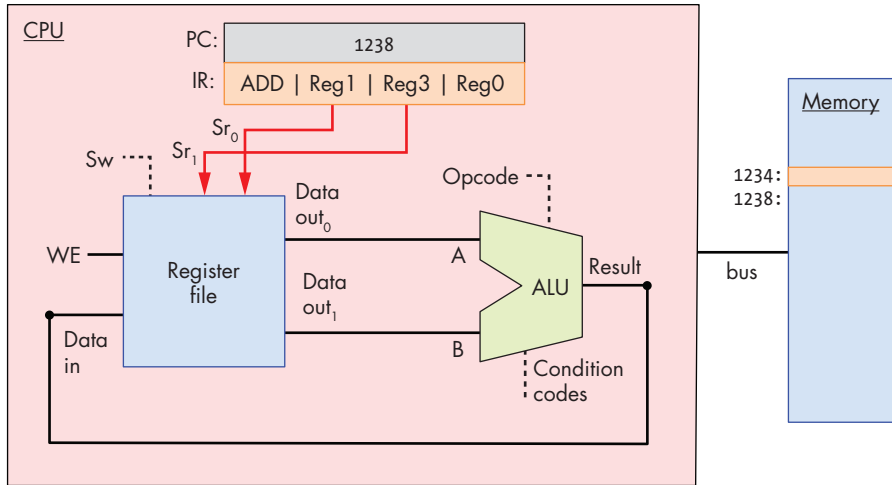 CPU
PC: 1238
IR: ADD | Reg1 | Reg3 | Reg0
Sr0
Sr1
Sw
WE
Data
in
Register
file
Data
out0
Data
out1
Opcode
A
B
ALU
Result
Condition
codes
bus
Memory
1234:
1238: